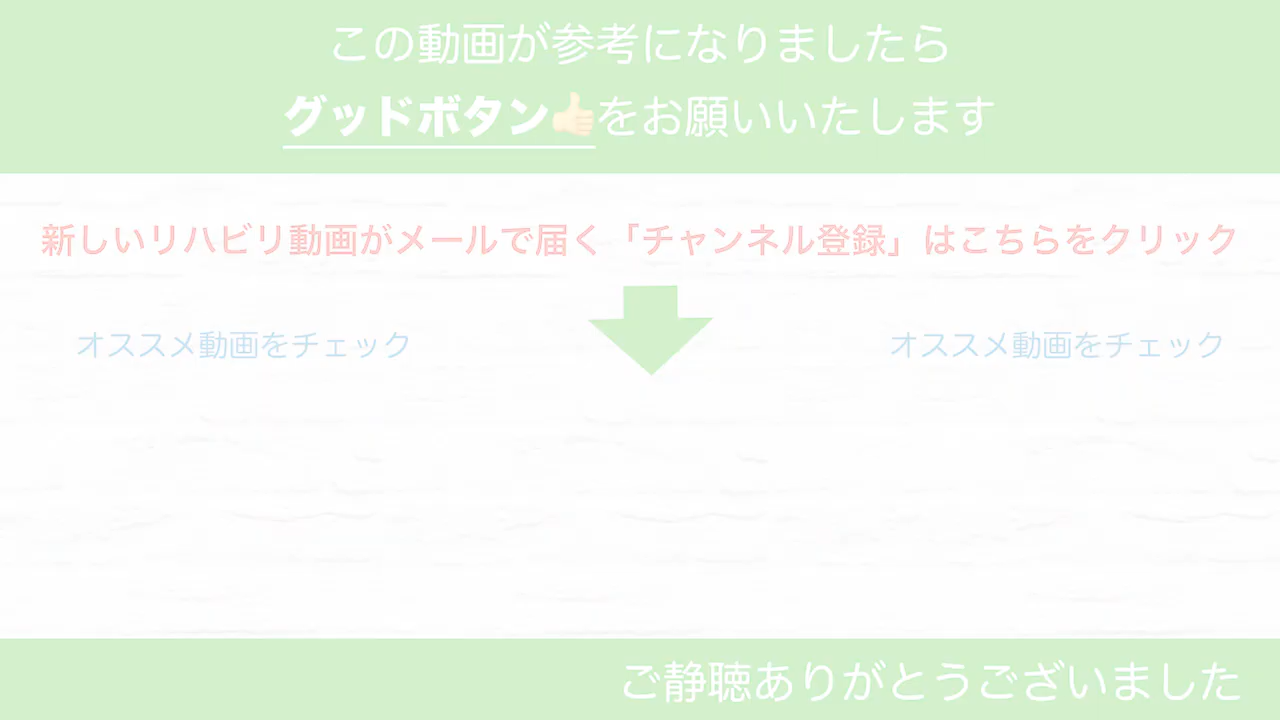 この動画が参考になりましたら
グッドボタン👍🏻をお願いいたします
新しいリハビリ動画がメールで届く「チャンネル登録」はこちらをクリック
オススメ動画をチェック
オススメ動画をチェック
ご静聴ありがとうございました